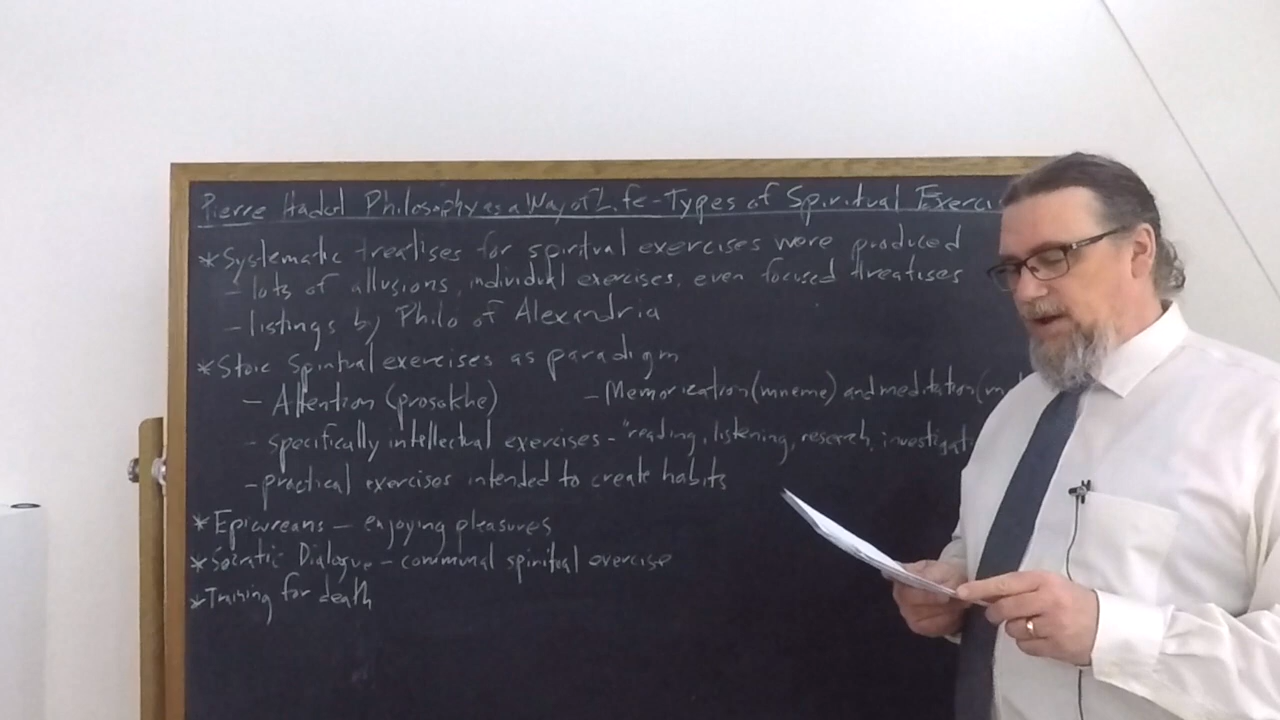 Pierre Hadot Philosophy as a Way of Life - Types of Spiritual Exerci
*Systematic treatises for spiritual exercises were produced
- lots of allusions, individual exercises, even focused threatises
- listings by Philo of Alexandria
*Stoic Spiritual exercises as paradigm
- Attention (prosokhe) - Memorization (mneme) and meditation (m
- specifically intellectual exercises - "reading, listening, research, investigati
- practical exercises intended to create habits
*Epicureans - enjoying pleasures
*Socratic Dialogue - communal spiritual exercise
*Training for death